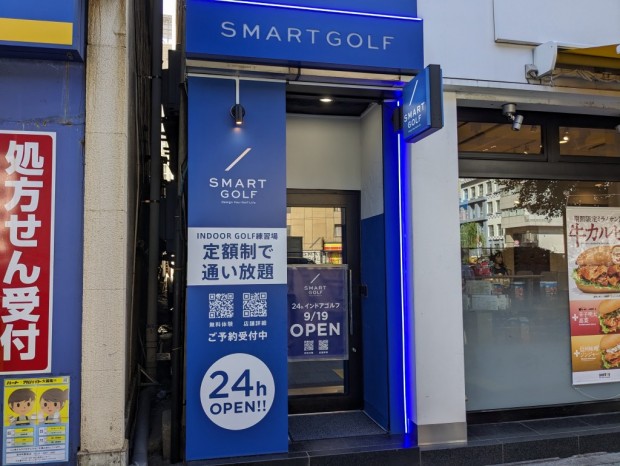 SMART GOLF
SMART
GOLF
SMART
GOLF
INDOOR GOLF練習場
定額制で
通い放題
無料体験 店舗詳細
ご予約受付中
24h
OPEN!!
SMART
GOLF
24hインドアゴルフ
9/19
OPEN
処方せん受付
牛カルビ